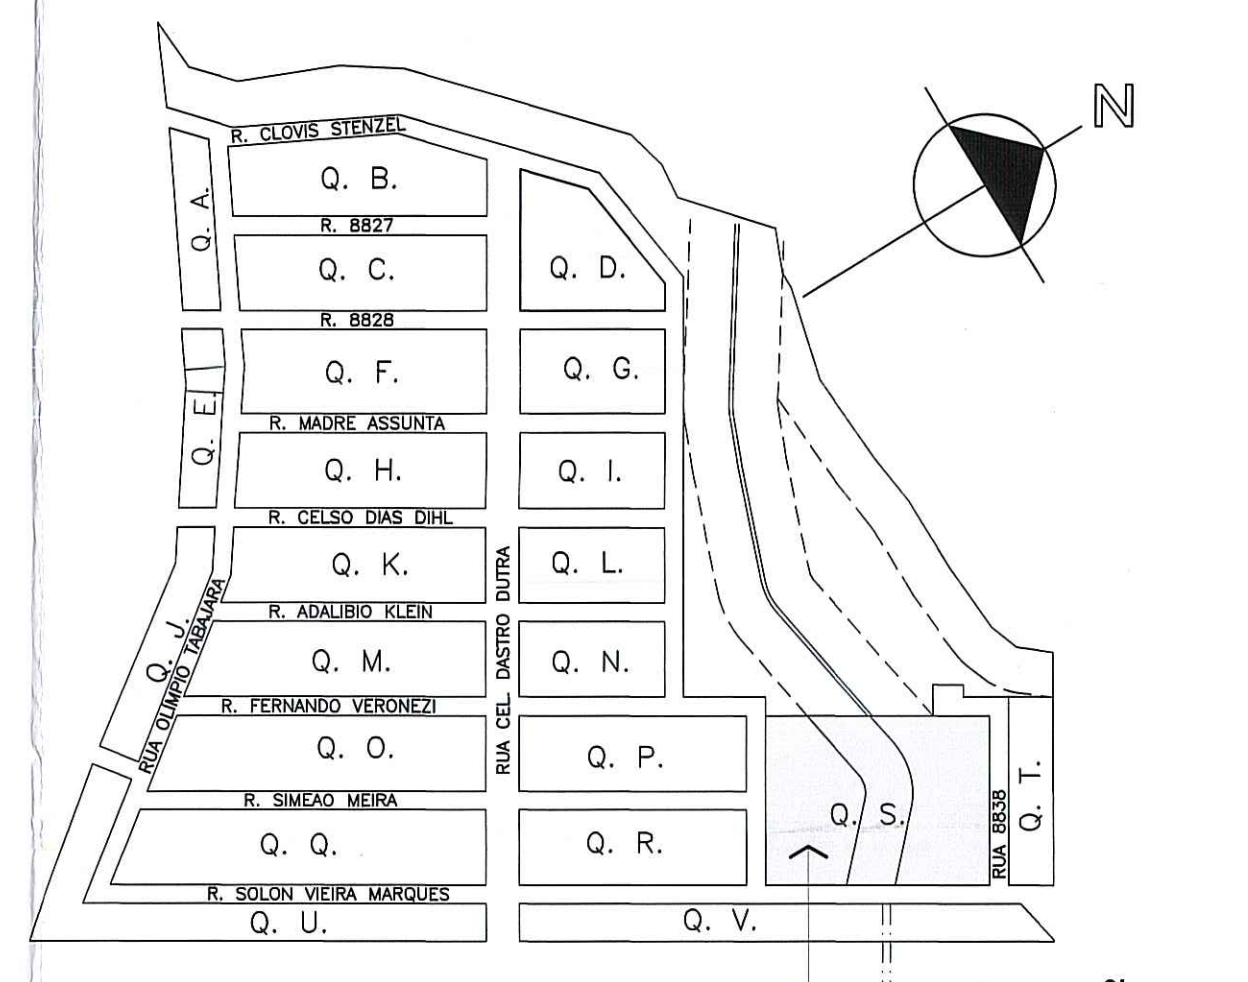 N
R. CLOVIS STENZEL
Q. A.
Q. B.
R. 8827
Q. C.
Q. D.
R. 8828
Q. E.
Q. F.
Q. G.
R. MADRE ASSUNTA
Q. H.
Q. I.
R. CELSO DIAS DIHL
Q. J.
Q. K.
Q. L.
RUA OLIMPIO TABAJARA
RUA CEL. DASTRO DUTRA
R. ADALIBIO KLEIN
Q. M.
Q. N.
R. FERNANDO VERONEZI
Q. O.
Q. P.
R. SIMEAO MEIRA
Q. Q.
Q. R.
Q. S.
RUA 8838
Q. T.
R. SOLON VIEIRA MARQUES
Q. U.
Q. V.